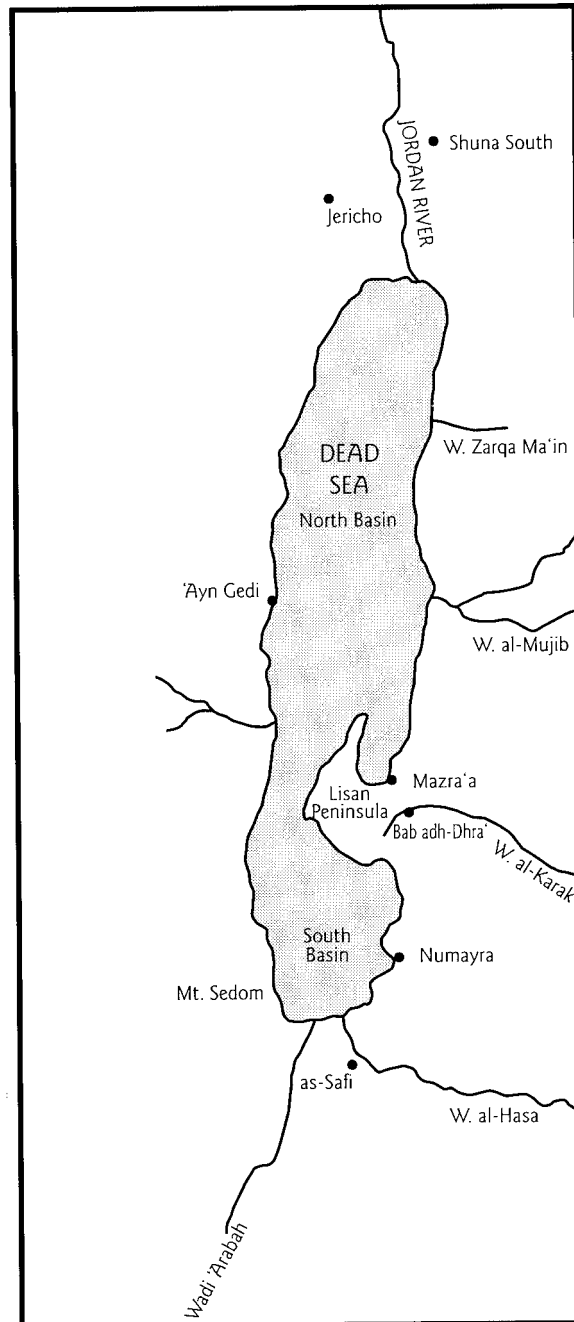 JORDAN RIVER
Shuna South
Jericho
W. Zarqa Ma‘in
DEAD
SEA
North Basin
‘Ayn Gedi
W. al-Mujib
Mazra‘a
Lisan
Peninsula
Bab adh-Dhra‘
W. al-Karak
South
Basin
Numayra
Mt. Sedom
as-Safi
W. al-Hasa
Wadi ‘Arabah